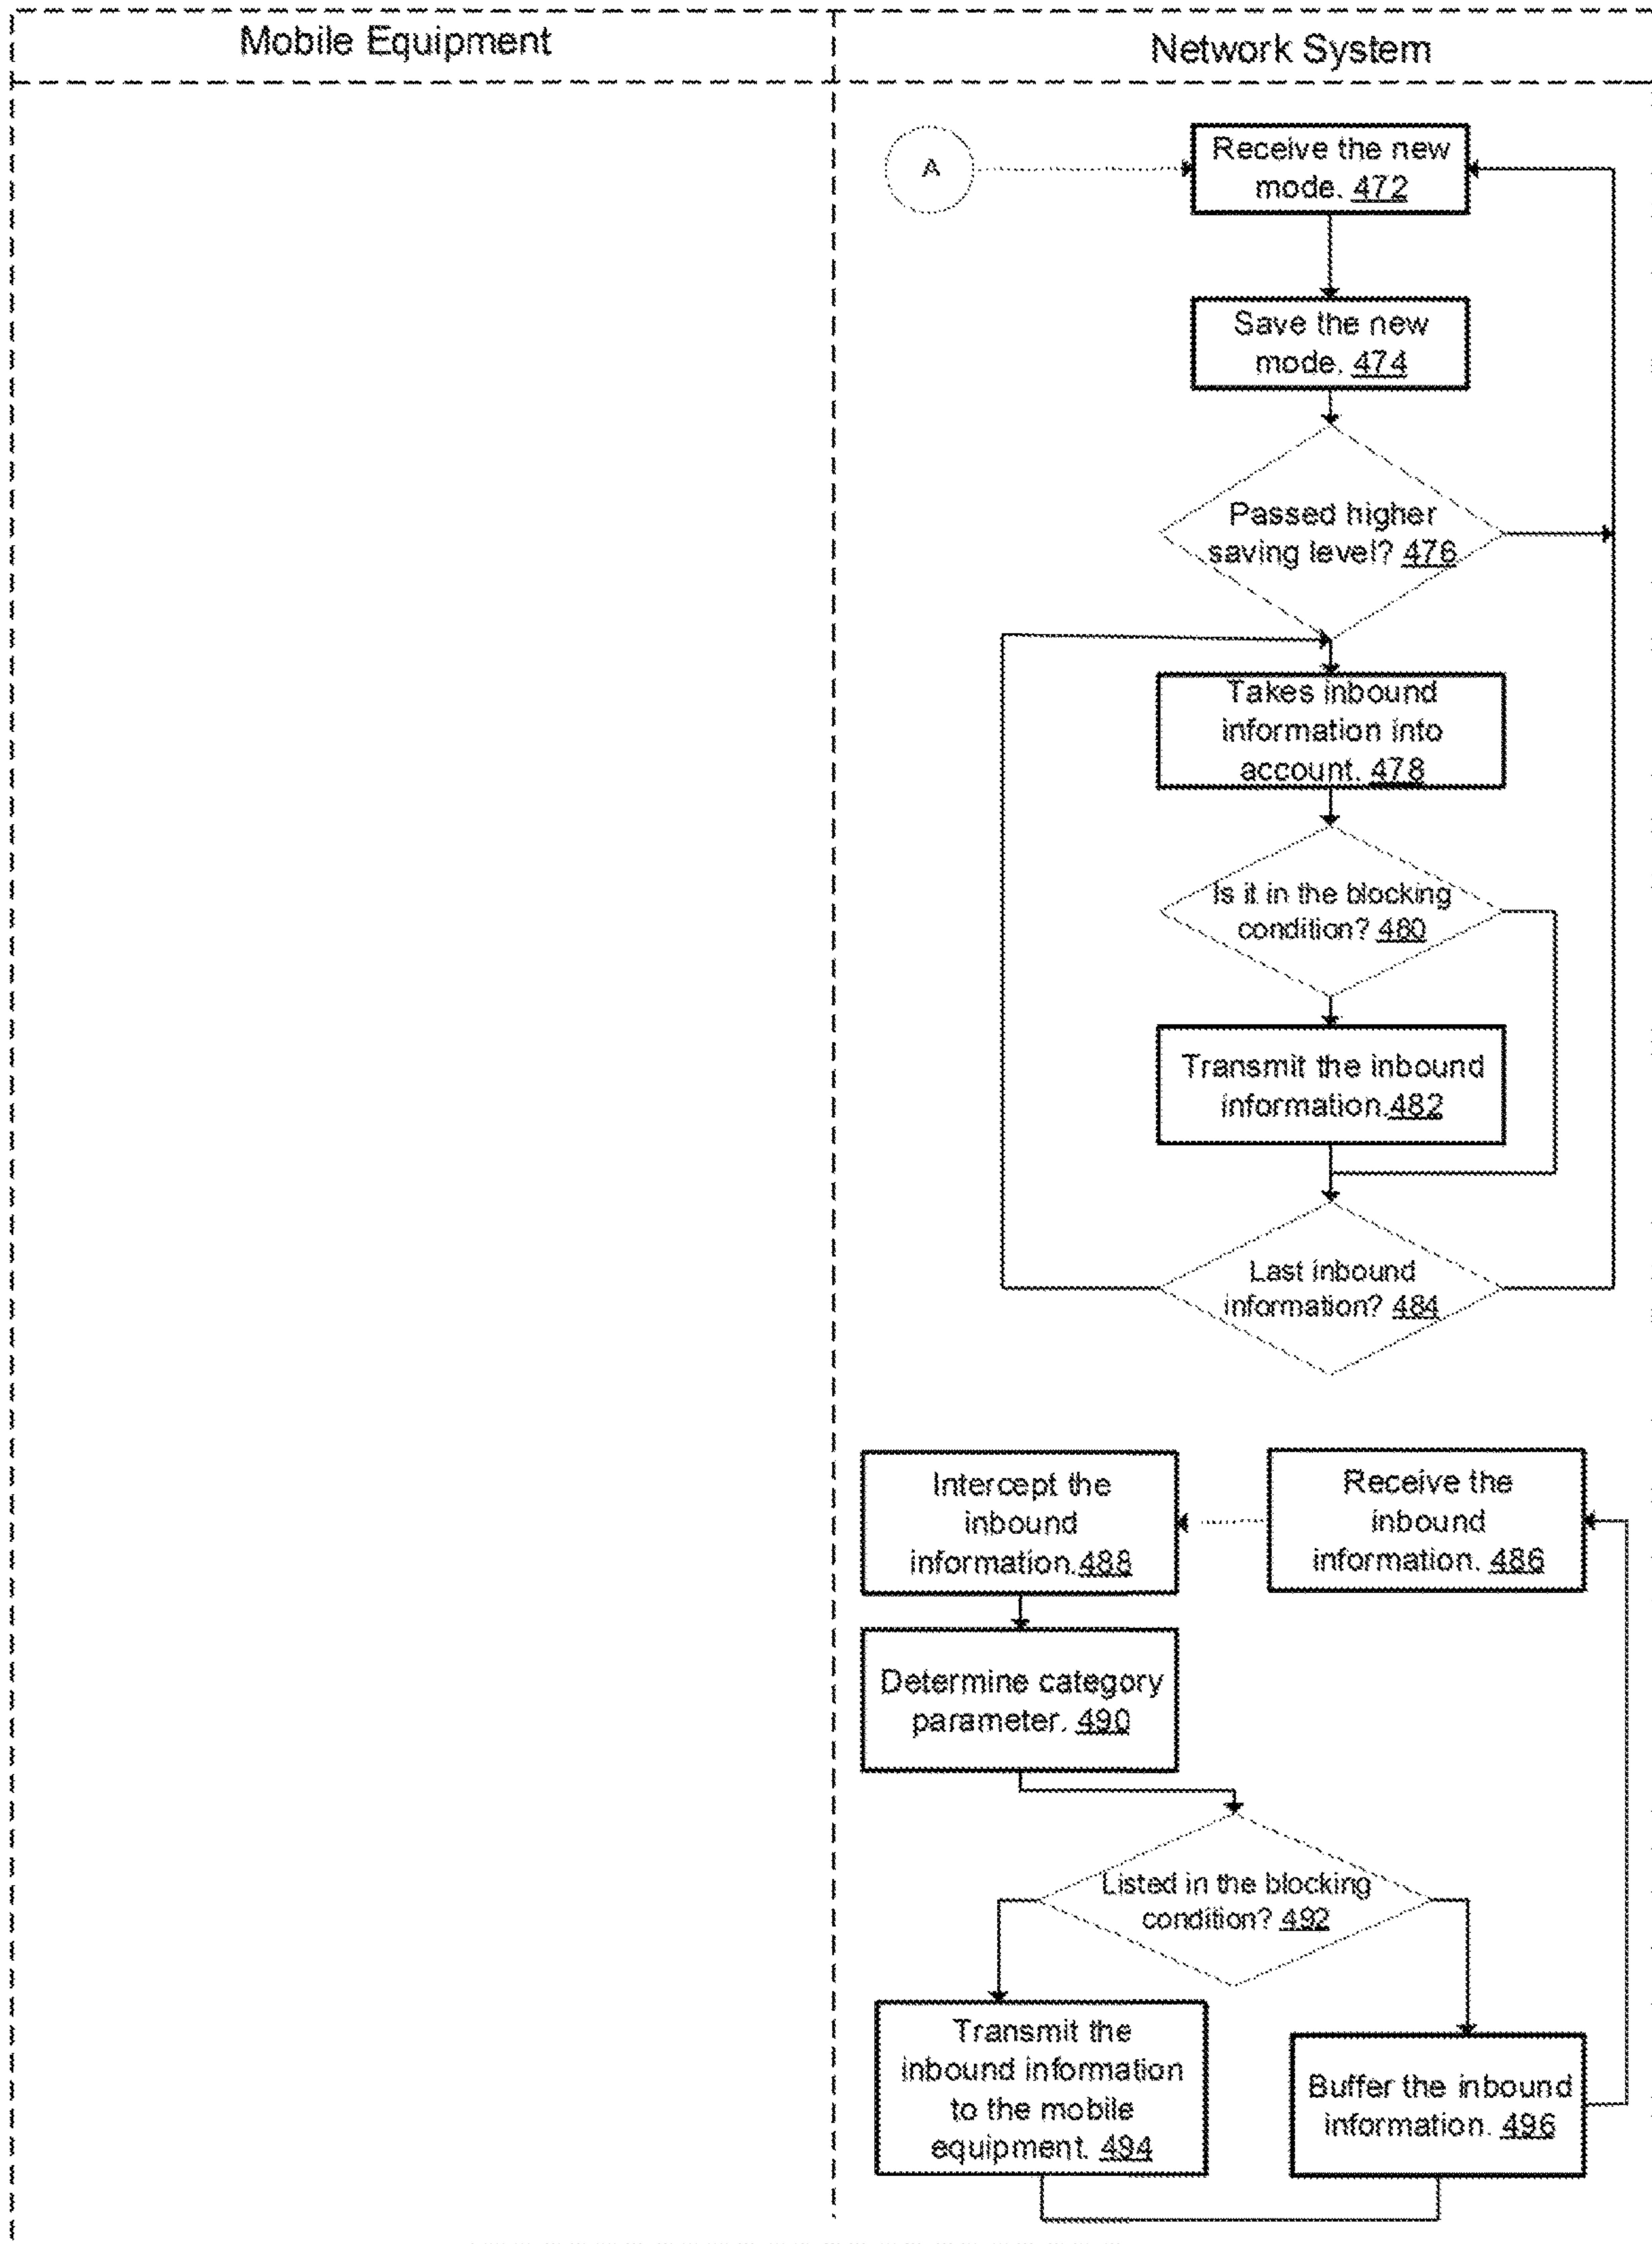 Mobile Equipment
Network System
A
Receive the new
mode. 472
Save the new
mode. 474
Passed higher
saving level? 476
Takes inbound
information into
account. 478
Is it in the blocking
condition? 480
Transmit the inbound
information.482
Last inbound
information? 484
Intercept the
inbound
information.488
Receive the
inbound
information. 486
Determine category
parameter. 490
Listed in the blocking
condition? 492
Transmit the
inbound information
to the mobile
equipment. 494
Buffer the inbound
information. 496